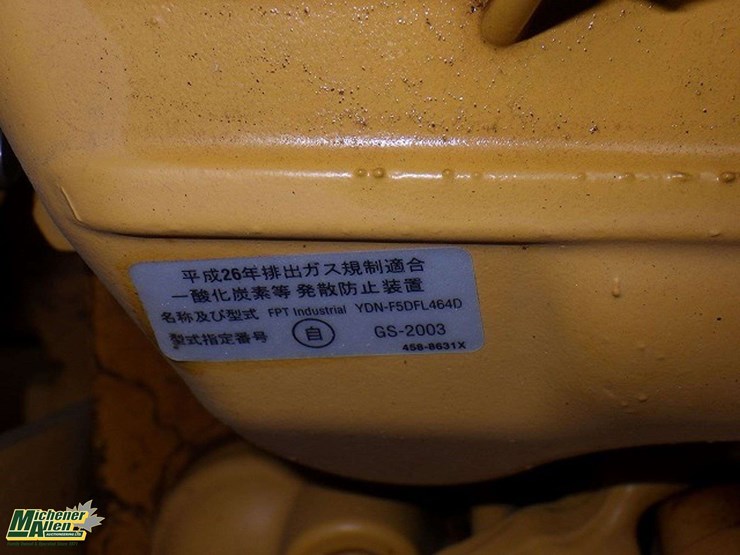 平成26年排出ガス規制適合
一酸化炭素等 発散防止装置
名称及び型式 FPT Industrial YDN-F5DFL464D
型式指定番号 自 GS-2003
458-8631X
Michener
Allen
AUCTIONEERING LTD.